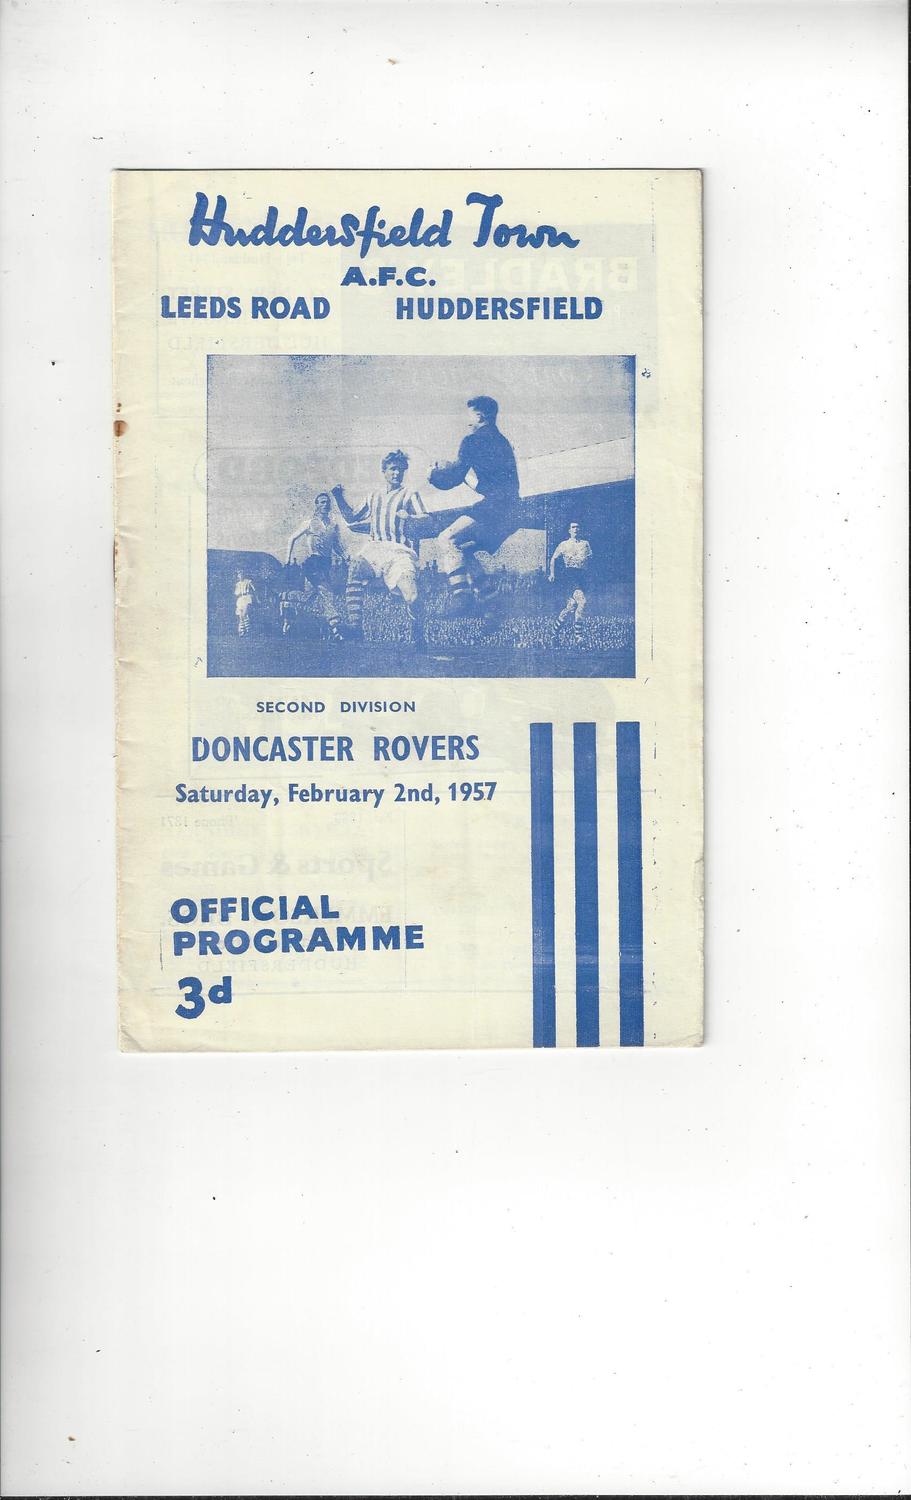 Huddersfield Town
A.F.C.
LEEDS ROAD HUDDERSFIELD
SECOND DIVISION
DONCASTER ROVERS
Saturday, February 2nd, 1957
OFFICIAL
PROGRAMME
3d